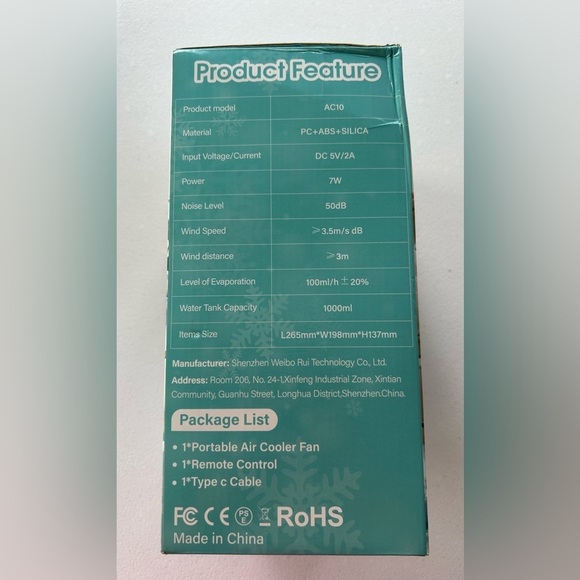 Product Feature
Product model AC10
Material PC+ABS+SILICA
Input Voltage/Current DC 5V/2A
Power 7W
Noise Level 50dB
Wind Speed ≥3.5m/s dB
Wind distance ≥3m
Level of Evaporation 100ml/h ±20%
Water Tank Capacity 1000ml
Items Size L265mm*W198mm*H137mm
Manufacturer: Shenzhen Weibo Rui Technology Co., Ltd.
Address: Room 206, No. 24-1,Xinfeng Industrial Zone, Xintian
Community, Guanhu Street, Longhua District,Shenzhen.China.
Package List
• 1*Portable Air Cooler Fan
• 1*Remote Control
• 1*Type c Cable
FC CE PSE RoHS
Made in China